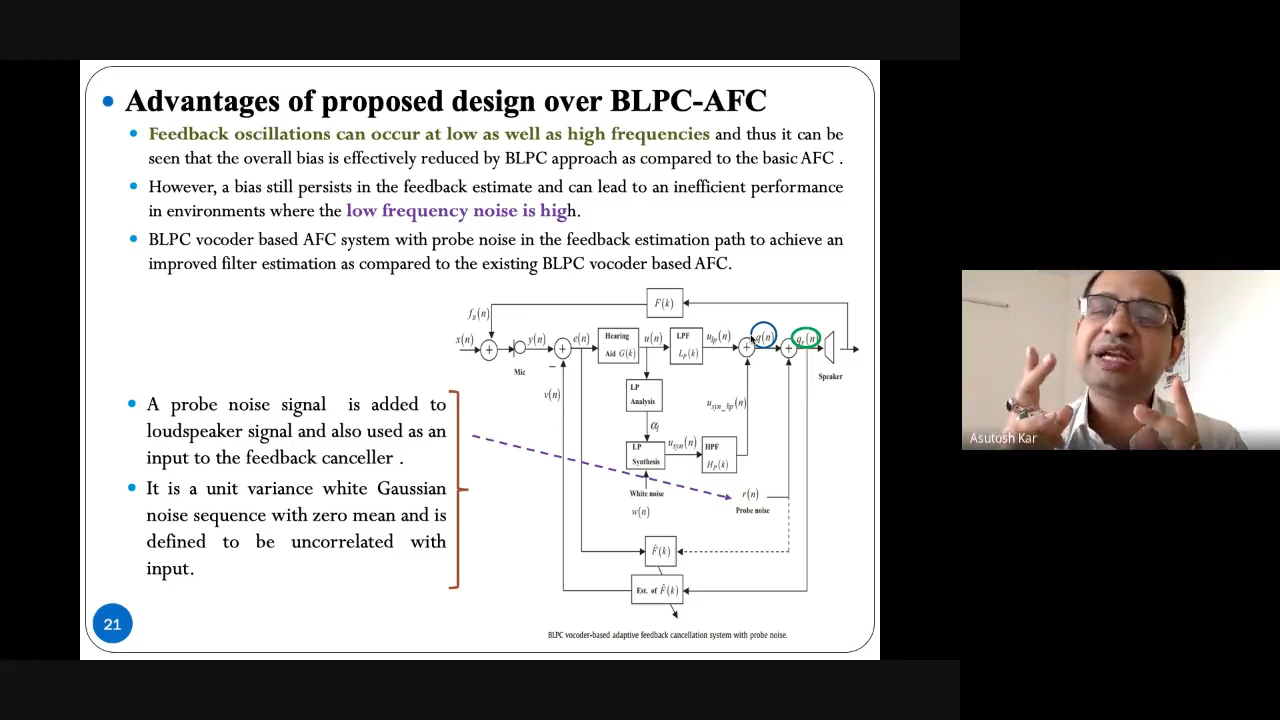 Advantages of proposed design over BLPC-AFC
Feedback oscillations can occur at low as well as high frequencies and thus it can be
seen that the overall bias is effectively reduced by BLPC approach as compared to the basic AFC .
However, a bias still persists in the feedback estimate and can lead to an inefficient performance
in environments where the low frequency noise is high.
BLPC vocoder based AFC system with probe noise in the feedback estimation path to achieve an
improved filter estimation as compared to the existing BLPC vocoder based AFC.
A probe noise signal is added to
loudspeaker signal and also used as an
input to the feedback canceller .
It is a unit variance white Gaussian
noise sequence with zero mean and is
defined to be uncorrelated with
input.
F(k)
x(n)
y(n)
e(n)
Hearing
Aid G(k)
u(n)
LPF
L_P(k)
u_lp(n)
q(n)
Mic
Speaker
v(n)
LP
Analysis
α_l
u_syn_hp(n)
LP
Synthesis
u_syn(n)
HPF
H_P(k)
White noise
w(n)
r(n)
Probe noise
F̂(k)
Est. of F̂(k)
BLPC vocoder-based adaptive feedback cancellation system with probe noise.
21
Asutosh Kar